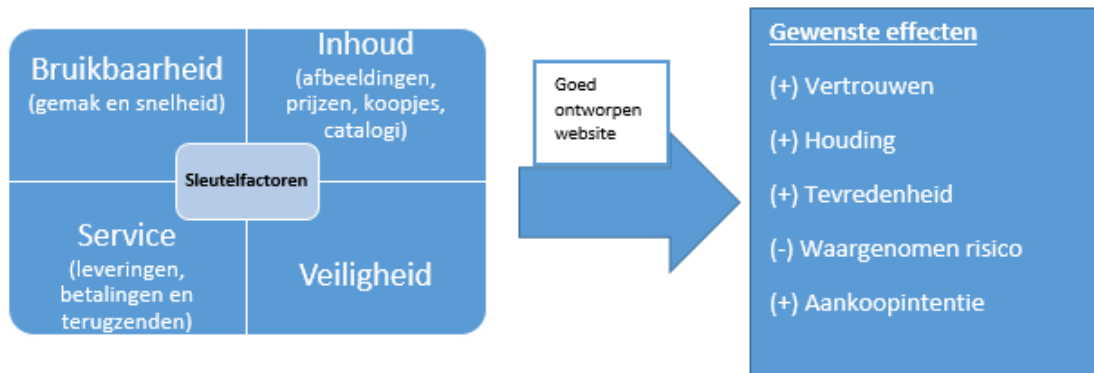 Bruikbaarheid
(gemak en snelheid)
Inhoud
(afbeeldingen,
prijzen, koopjes,
catalogi)
Sleutelfactoren
Service
(leveringen,
betalingen en
terugzenden)
Veiligheid
Goed
ontworpen
website
Gewenste effecten
(+) Vertrouwen
(+) Houding
(+) Tevredenheid
(-) Waargenomen risico
(+) Aankoopintentie